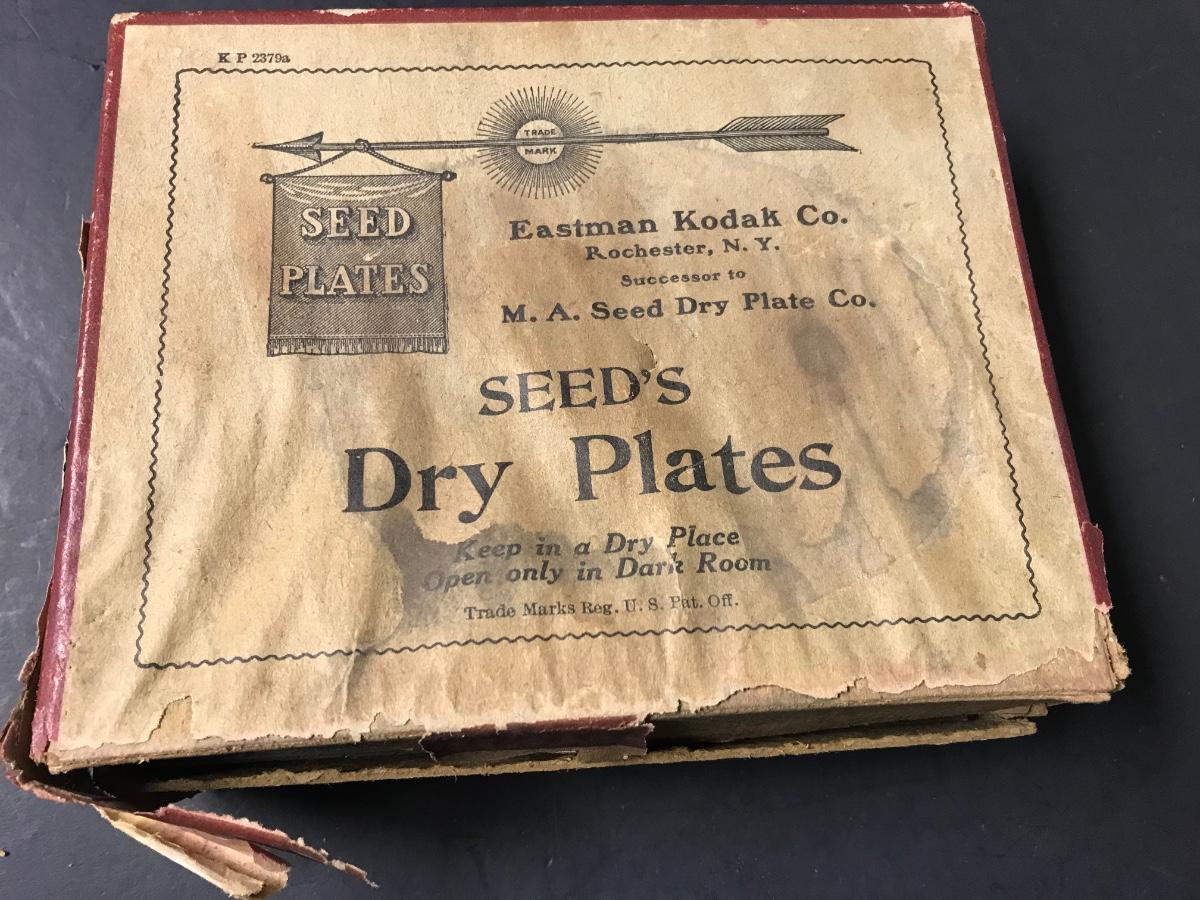 K P 2379a
TRADE
MARK
SEED
PLATES
Eastman Kodak Co.
Rochester, N. Y.
Successor to
M. A. Seed Dry Plate Co.
SEED'S
Dry Plates
Keep in a Dry Place
Open only in Dark Room
Trade Marks Reg. U. S. Pat. Off.